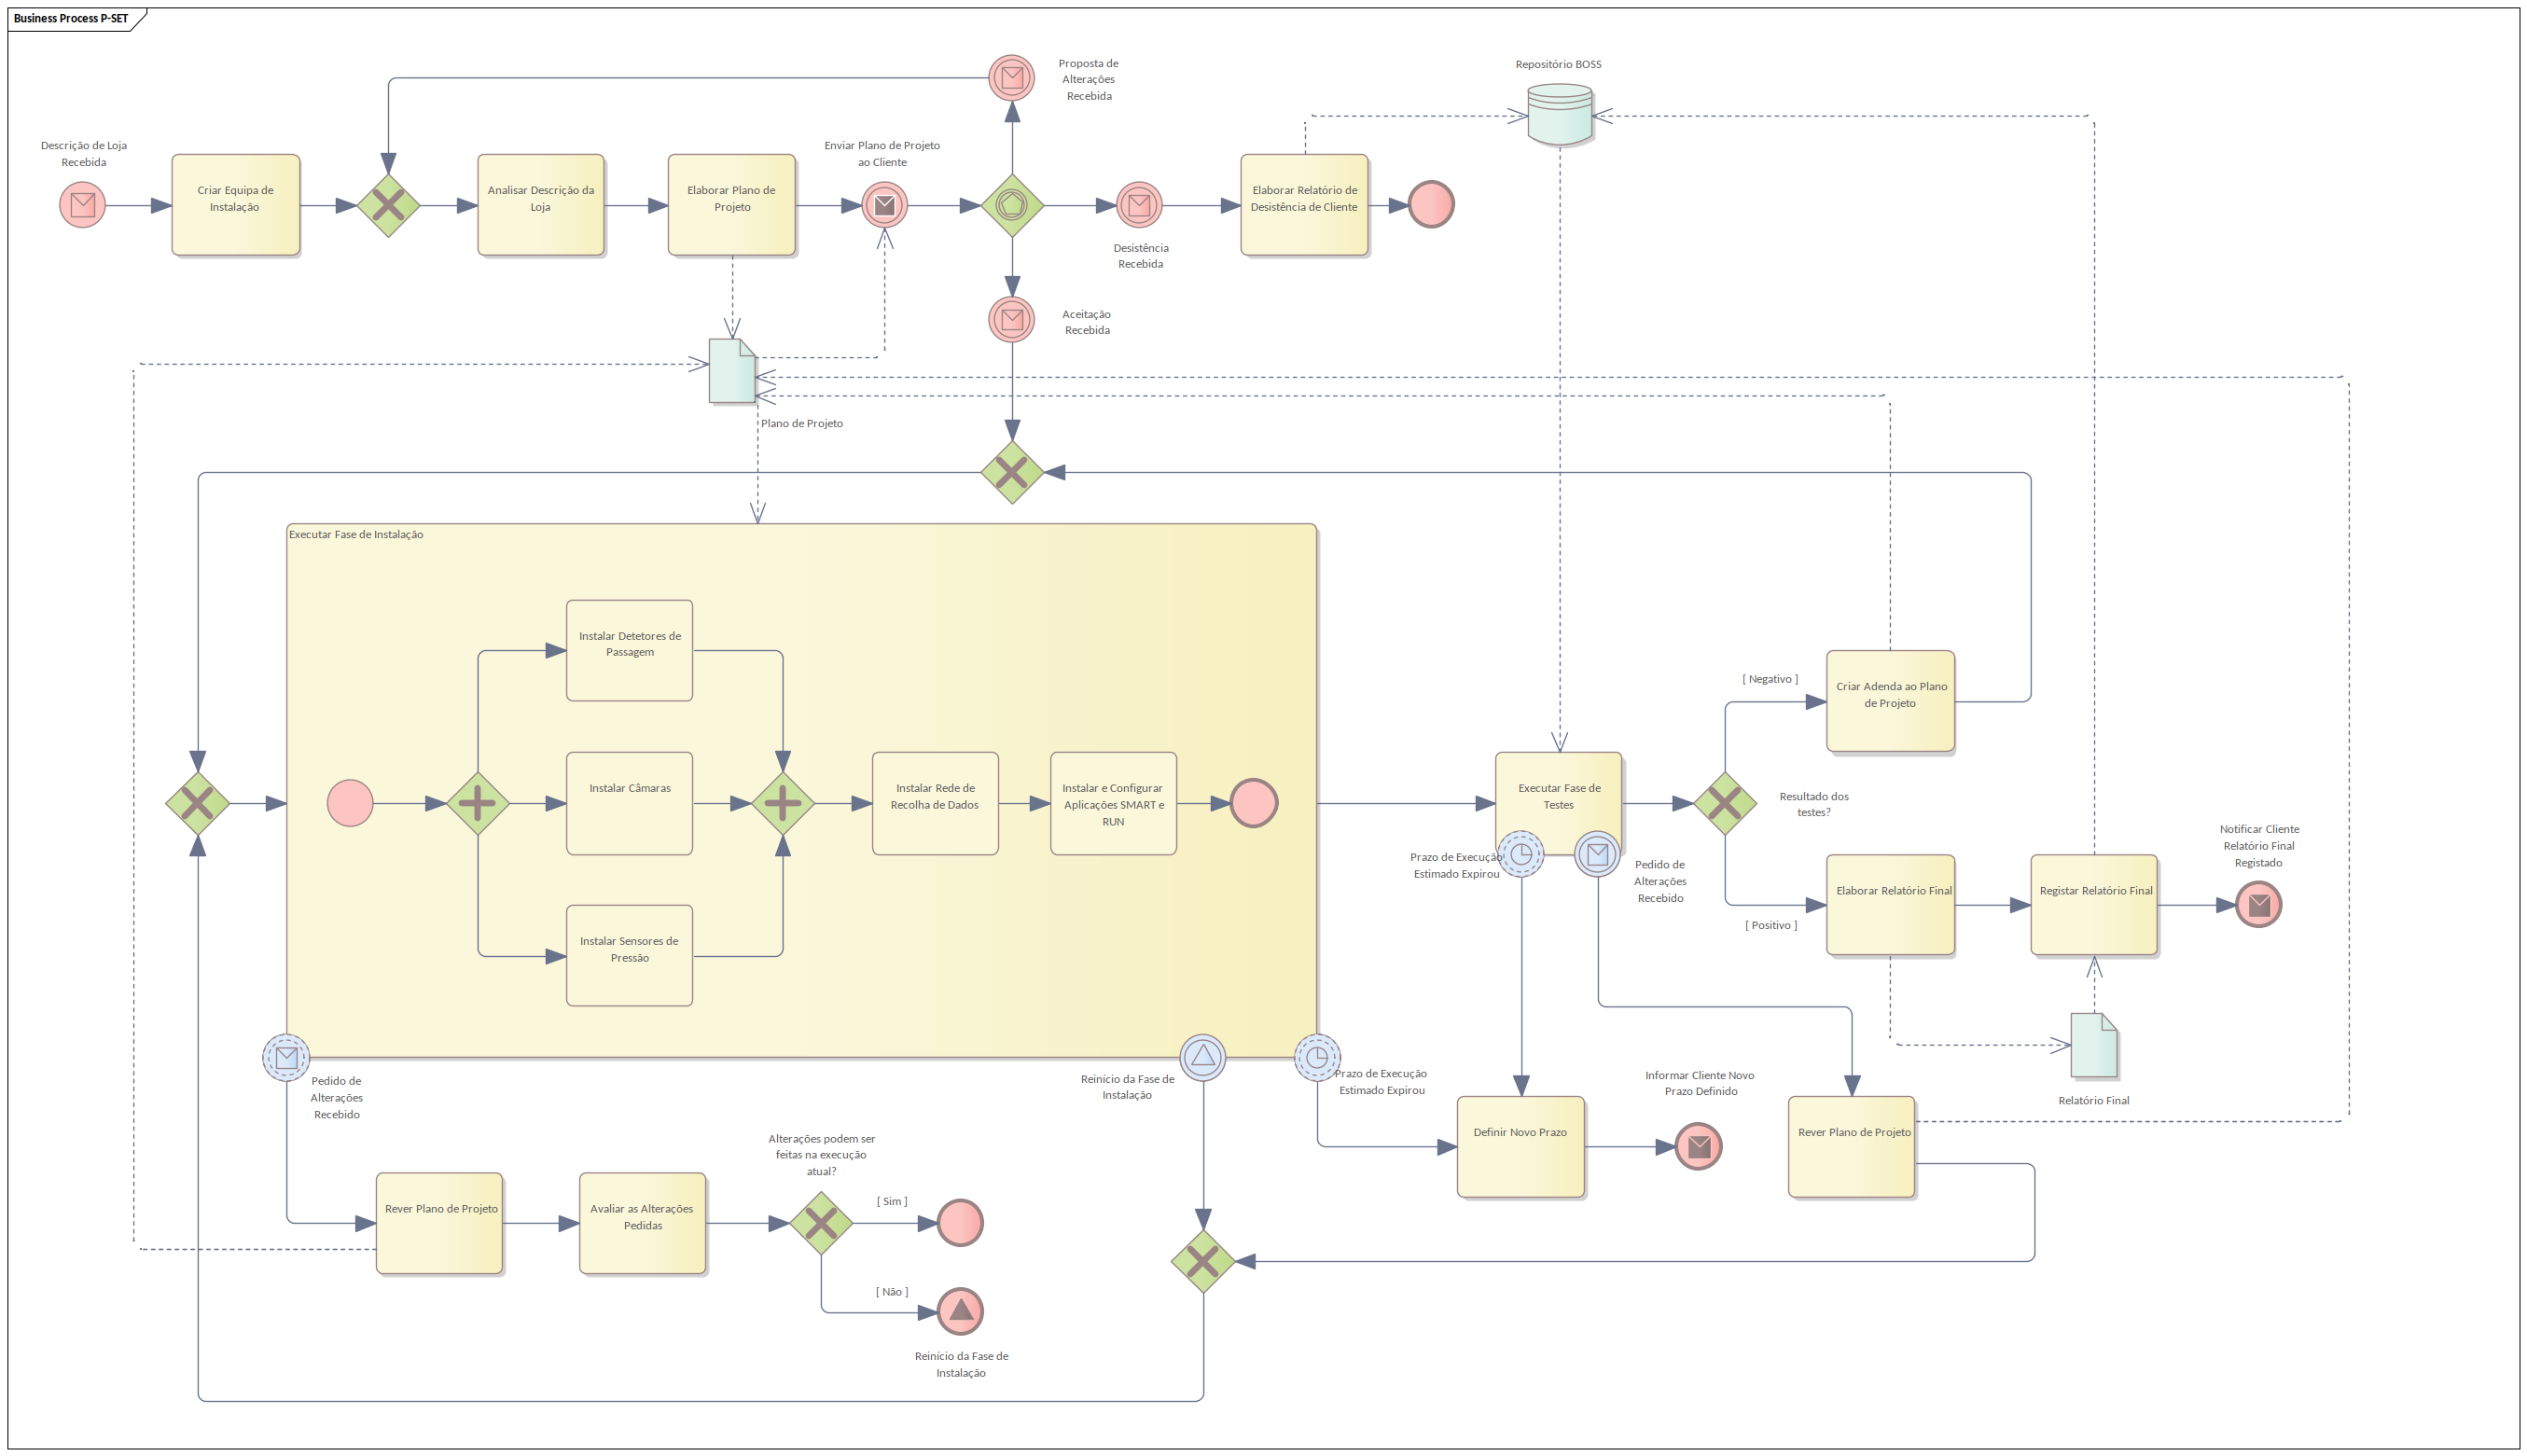 Business Process P-SET
Proposta de
Alterações
Recebida
Repositório BOSS
Descrição de Loja
Recebida
Criar Equipa de
Instalação
Analisar Descrição da
Loja
Elaborar Plano de
Projeto
Enviar Plano de Projeto
ao Cliente
Desistência
Recebida
Elaborar Relatório de
Desistência de Cliente
Aceitação
Recebida
Plano de Projeto
Executar Fase de Instalação
Instalar Detetores de
Passagem
Instalar Câmaras
Instalar Sensores de
Pressão
Instalar Rede de
Recolha de Dados
Instalar e Configurar
Aplicações SMART e
RUN
Executar Fase de
Testes
Prazo de Execução
Estimado Expirou
Pedido de
Alterações
Recebido
[ Negativo ]
Criar Adenda ao Plano
de Projeto
Resultado dos
testes?
[ Positivo ]
Elaborar Relatório Final
Registar Relatório Final
Notificar Cliente
Relatório Final
Registado
Relatório Final
Pedido de
Alterações
Recebido
Reinício da Fase de
Instalação
Prazo de Execução
Estimado Expirou
Definir Novo Prazo
Informar Cliente Novo
Prazo Definido
Rever Plano de Projeto
Rever Plano de Projeto
Avaliar as Alterações
Pedidas
Alterações podem ser
feitas na execução
atual?
[ Sim ]
[ Não ]
Reinício da Fase de
Instalação